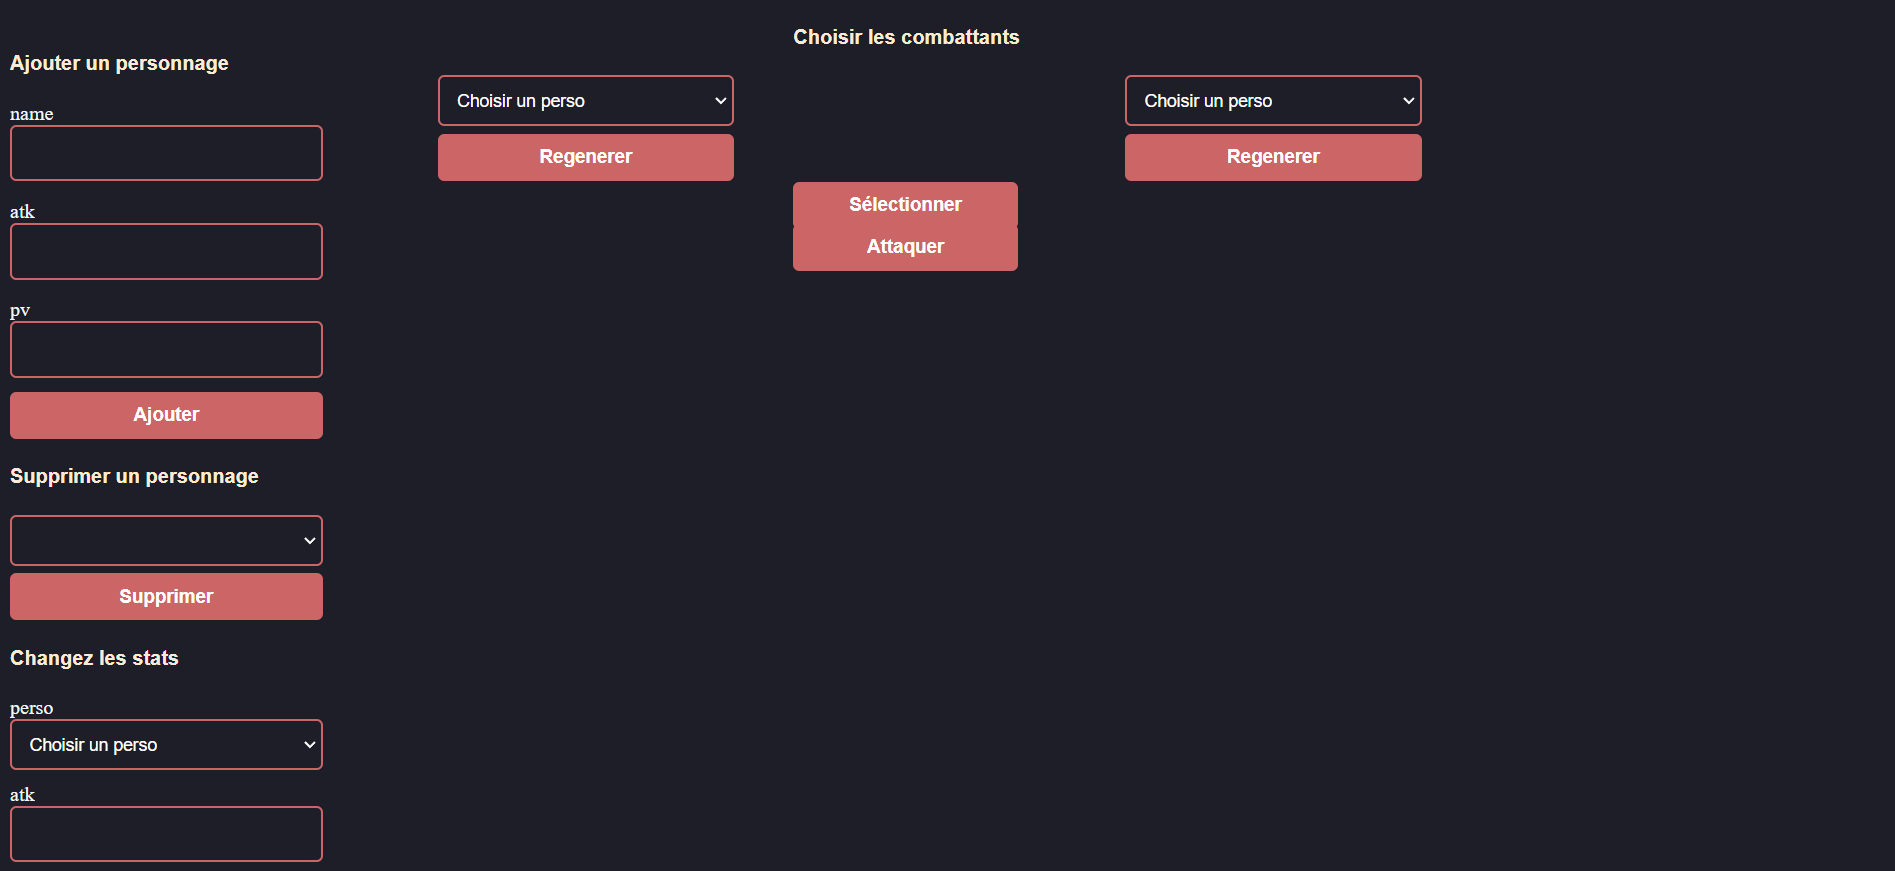 Ajouter un personnage
name
atk
pv
Ajouter
Supprimer un personnage
Supprimer
Changez les stats
perso
Choisir un perso
atk
Choisir les combattants
Choisir un perso
Regenerer
Sélectionner
Attaquer
Choisir un perso
Regenerer